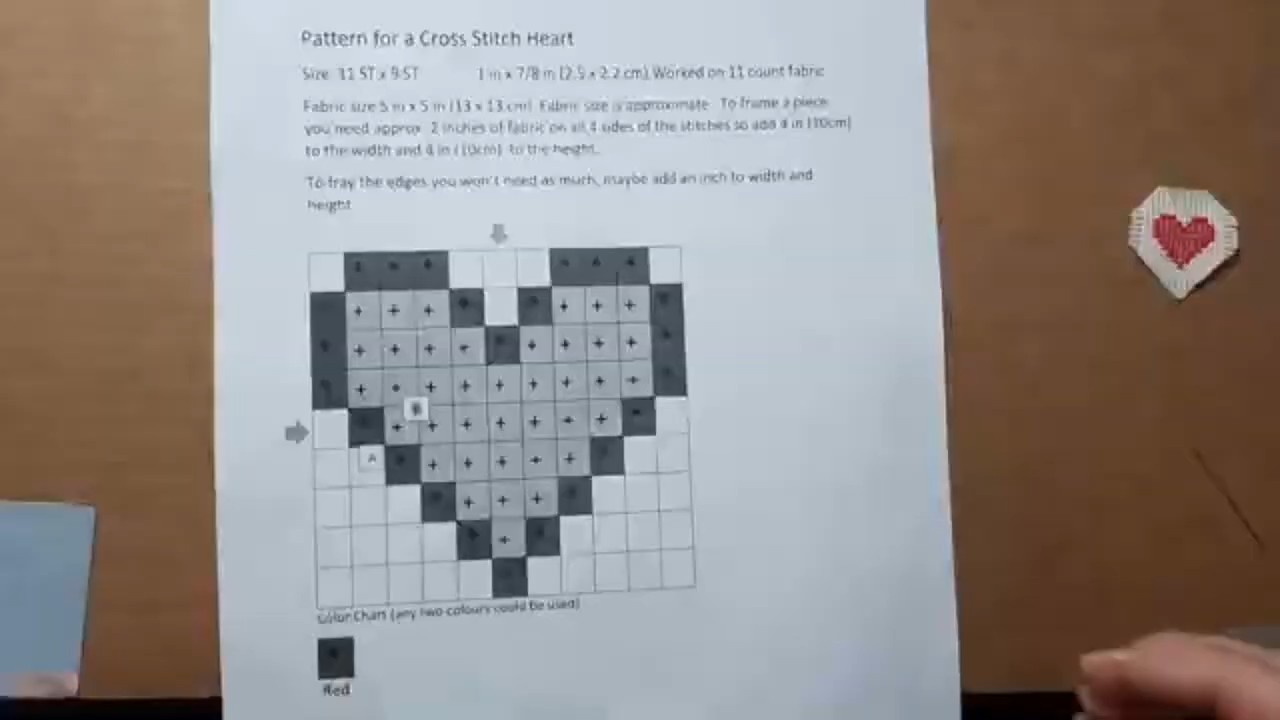 Pattern for a Cross Stitch Heart
Size: 11 ST x 9 ST 1 in x 7/8 in (2.5 x 2.2 cm) Worked on 11 count fabric
Fabric size 5 in x 5 in (13 x 13 cm) Fabric size is approximate. To frame a piece
you need approx. 2 inches of fabric on all 4 sides of the stitches so add 4 in (10cm)
to the width and 4 in (10cm) to the height.
To fray the edges you won't need as much, maybe add an inch to width and
height
B
A
Color Chart (any two colours could be used)
Red